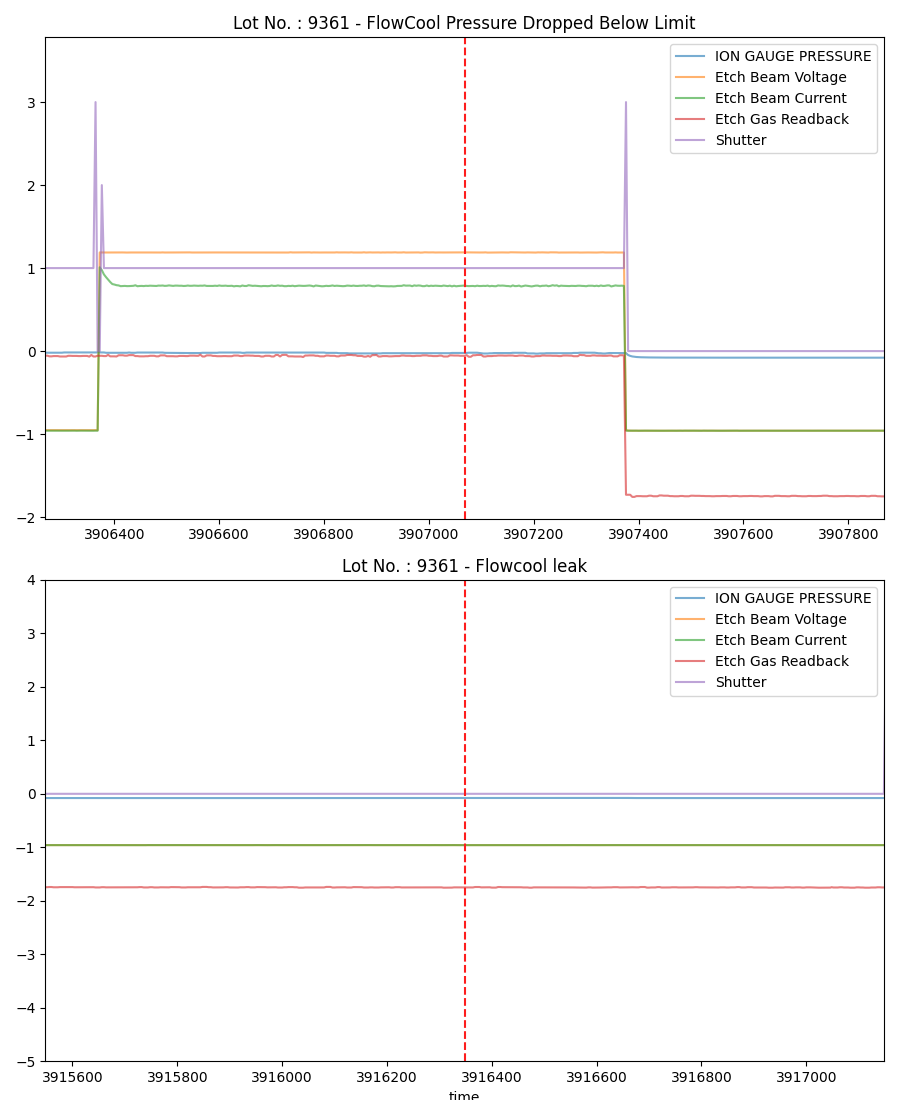 Lot No. : 9361 - FlowCool Pressure Dropped Below Limit
ION GAUGE PRESSURE
Etch Beam Voltage
Etch Beam Current
Etch Gas Readback
Shutter
3
2
1
0
−1
−2
3906400 3906600 3906800 3907000 3907200 3907400 3907600 3907800
Lot No. : 9361 - Flowcool leak
ION GAUGE PRESSURE
Etch Beam Voltage
Etch Beam Current
Etch Gas Readback
Shutter
4
3
2
1
0
−1
−2
−3
−4
−5
3915600 3915800 3916000 3916200 3916400 3916600 3916800 3917000
time